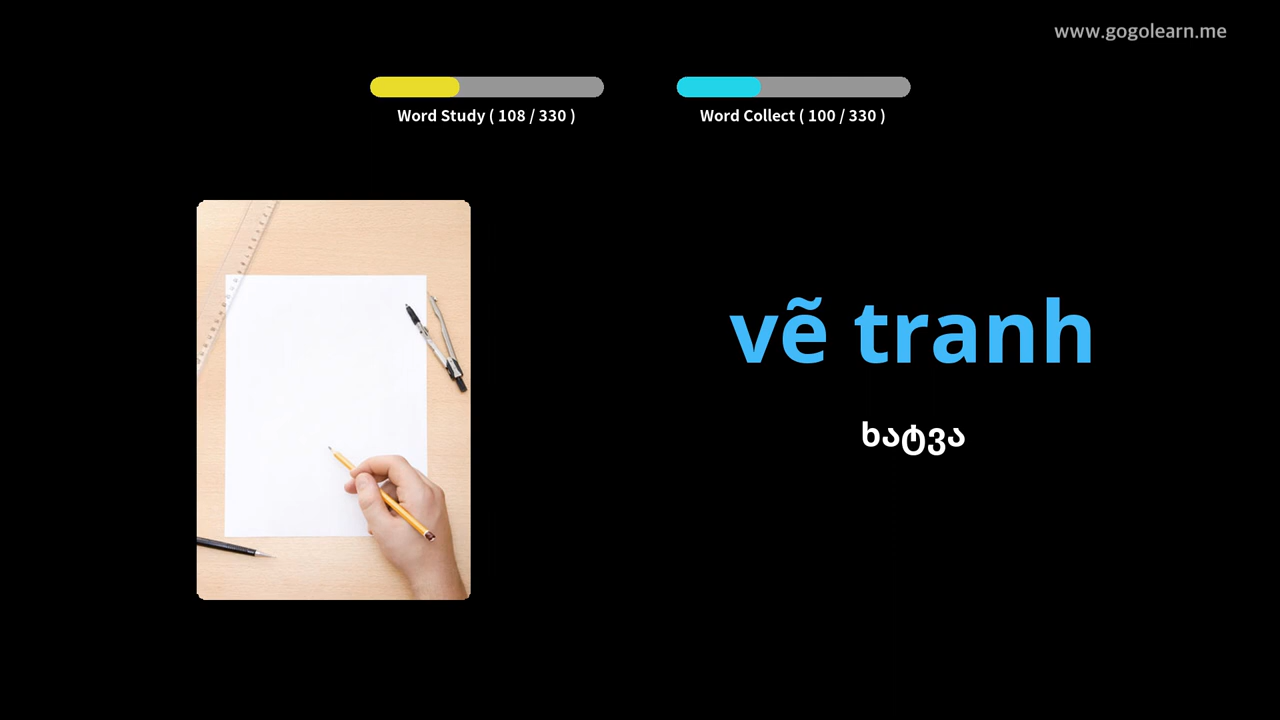 www.gogolearn.me
Word Study ( 108 / 330 )
Word Collect ( 100 / 330 )
vẽ tranh
ხატვა